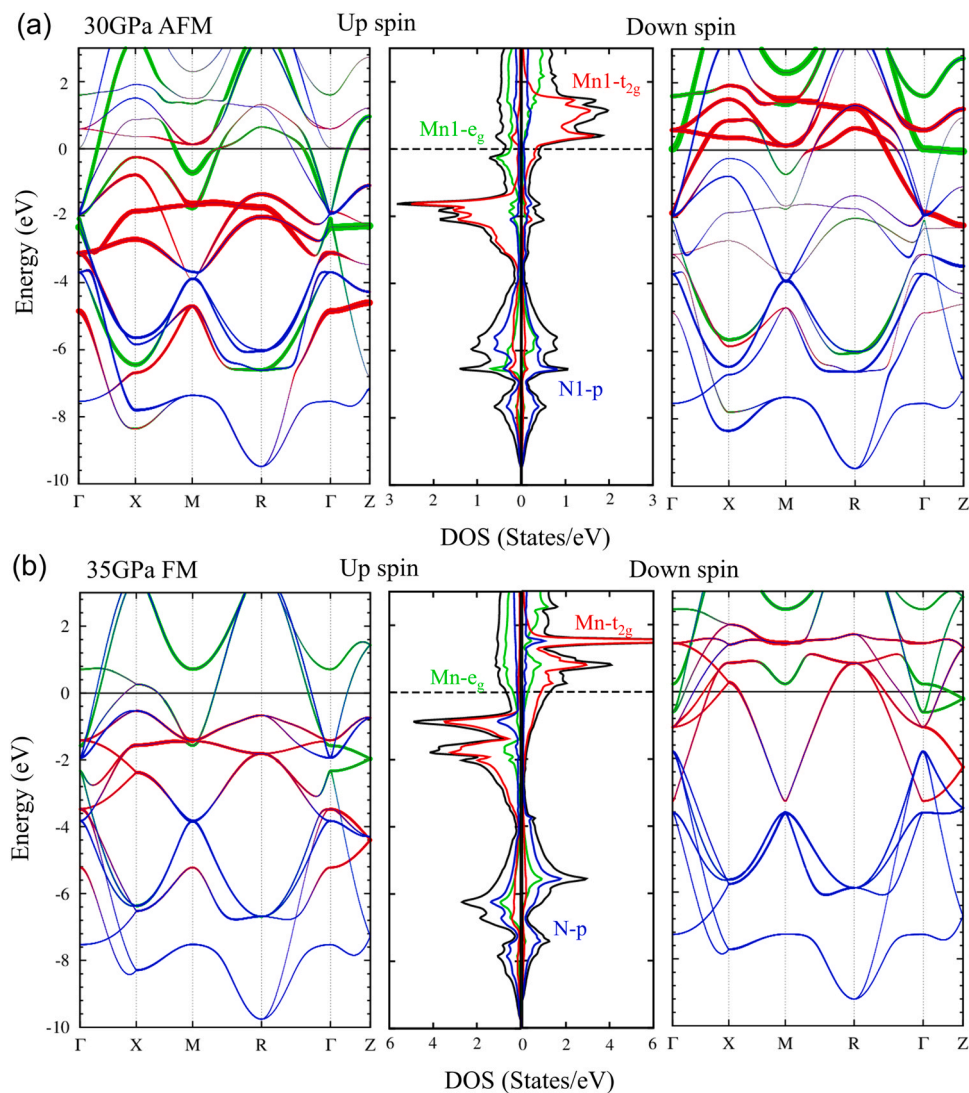 (a) 30GPa AFM Up spin Down spin
Mn1-t2g
Mn1-eg
N1-p
Energy (eV)
2
0
-2
-4
-6
-8
-10
Γ X M R Γ Z
3 2 1 0 1 2 3
Γ X M R Γ Z
DOS (States/eV)
(b) 35GPa FM Up spin Down spin
Mn-t2g
Mn-eg
N-p
Energy (eV)
2
0
-2
-4
-6
-8
-10
Γ X M R Γ Z
6 4 2 0 2 4 6
Γ X M R Γ Z
DOS (States/eV)